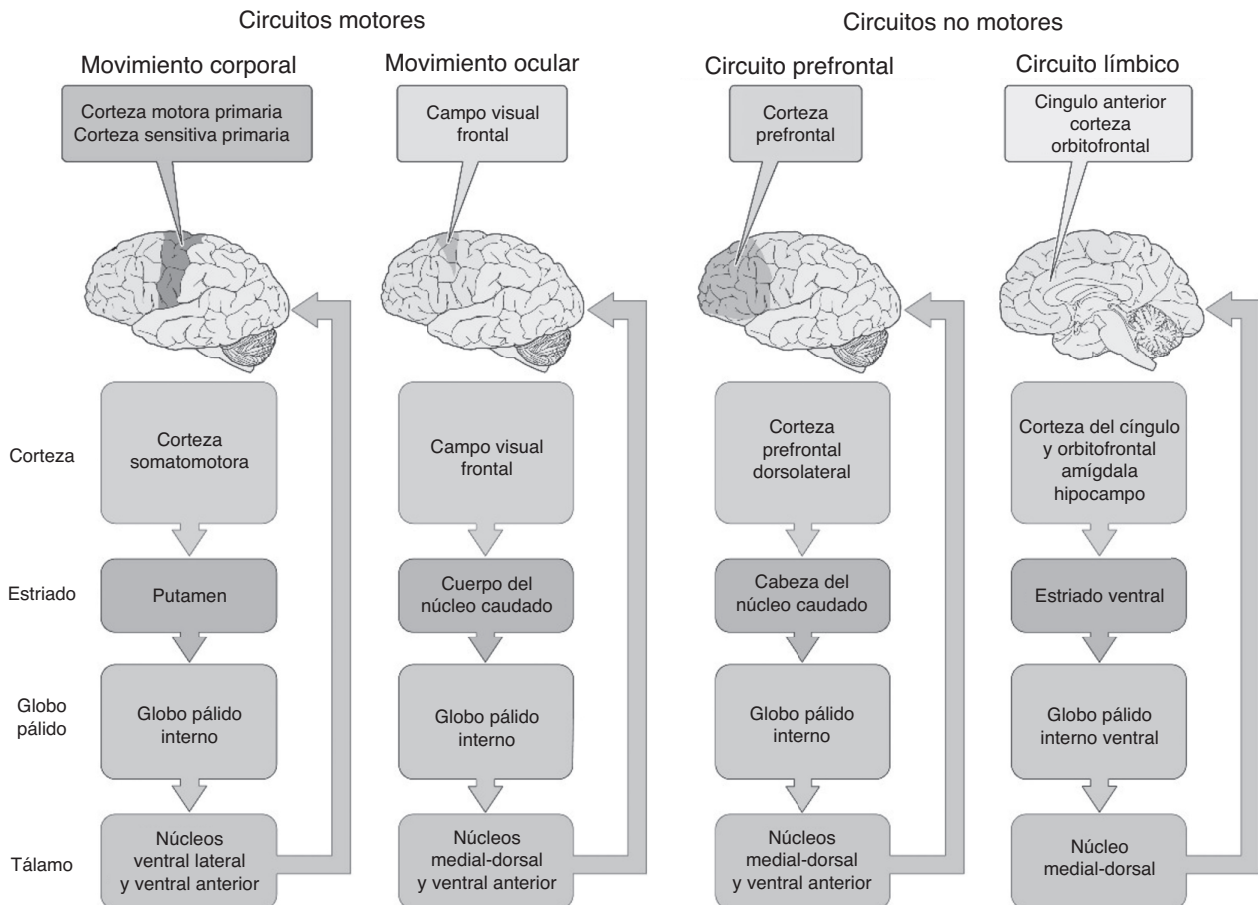 Circuitos motores
Circuitos no motores
Movimiento corporal
Movimiento ocular
Circuito prefrontal
Circuito límbico
Corteza motora primaria
Corteza sensitiva primaria
Campo visual
frontal
Corteza
prefrontal
Cingulo anterior
corteza
orbitofrontal
Corteza
Corteza
somatomotora
Campo visual
frontal
Corteza
prefrontal
dorsolateral
Corteza del cíngulo
y orbitofrontal
amígdala
hipocampo
Estriado
Putamen
Cuerpo del
núcleo caudado
Cabeza del
núcleo caudado
Estriado ventral
Globo
pálido
Globo pálido
interno
Globo pálido
interno
Globo pálido
interno
Globo pálido
interno ventral
Tálamo
Núcleos
ventral lateral
y ventral anterior
Núcleos
medial-dorsal
y ventral anterior
Núcleos
medial-dorsal
y ventral anterior
Núcleo
medial-dorsal